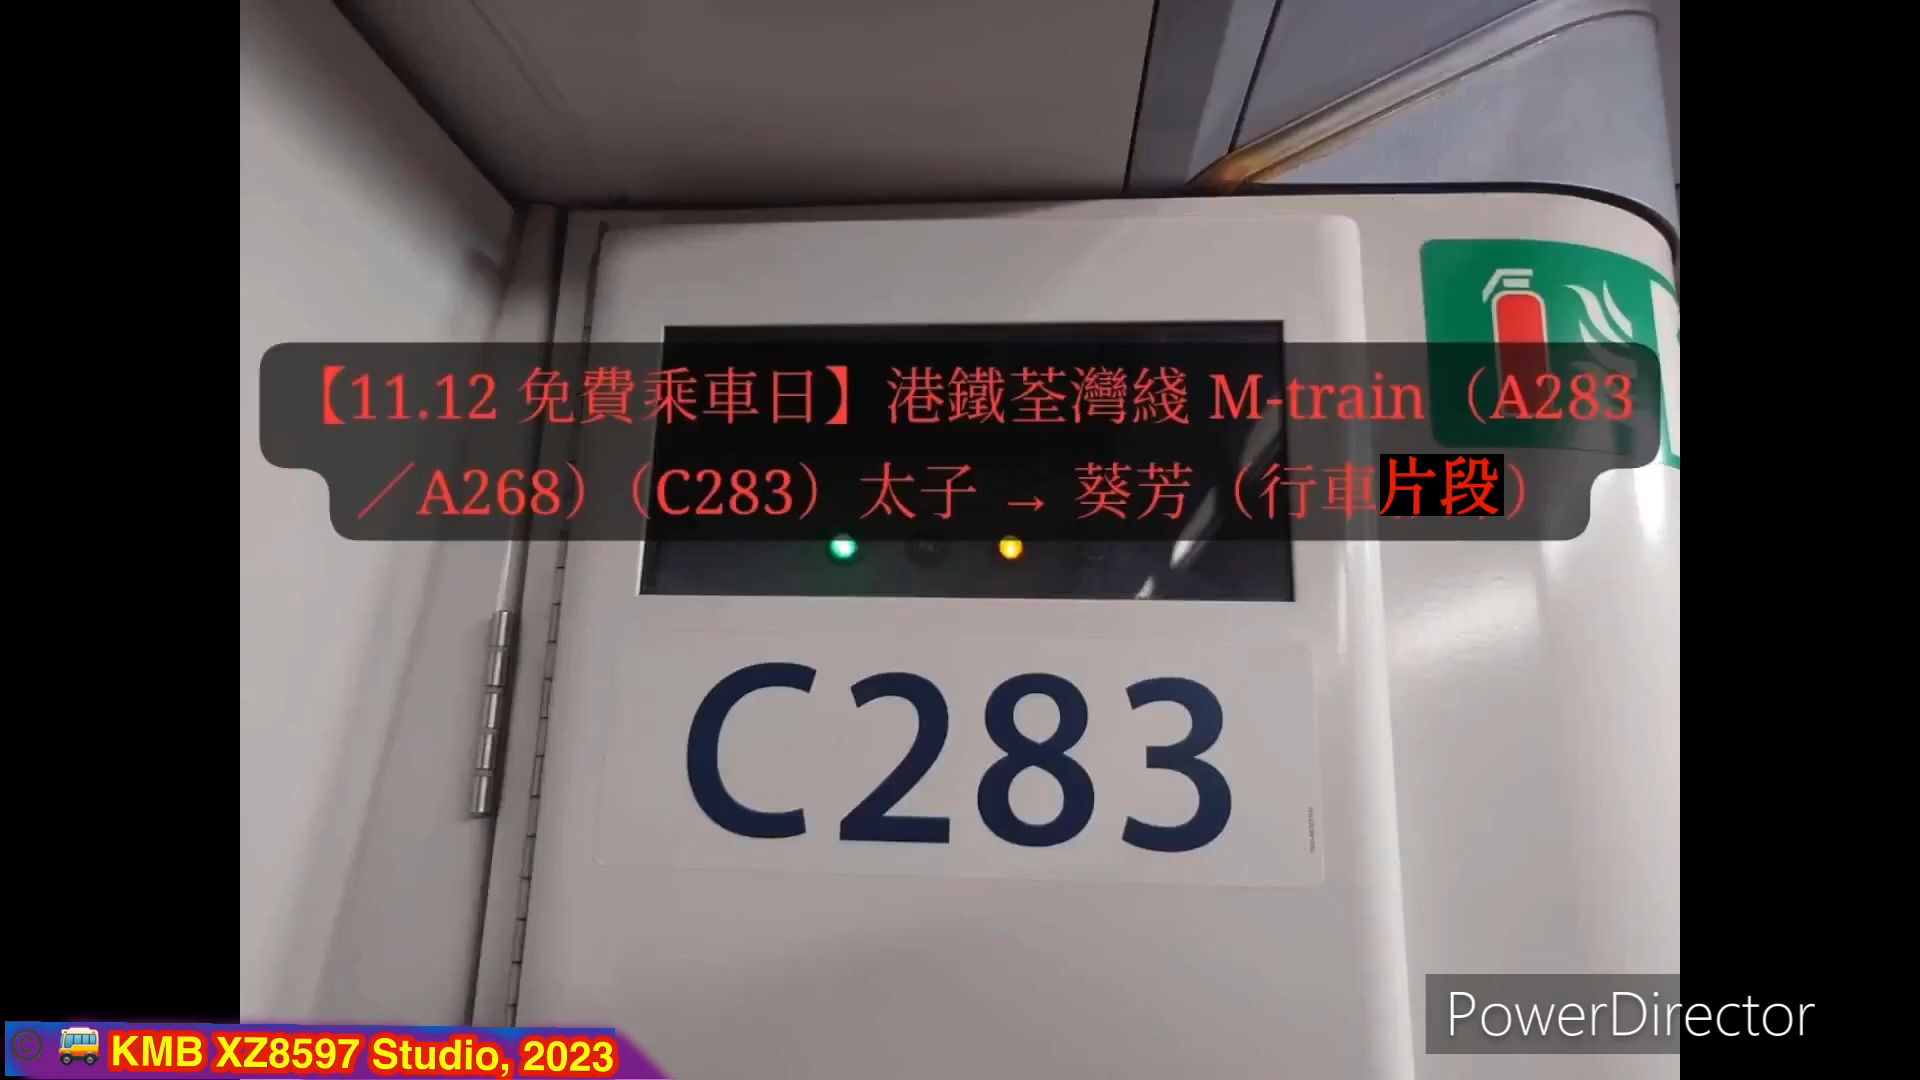 【11.12 免費乘車日】港鐵荃灣綫 M-train（A283
／A268）（C283）太子 → 葵芳（行車片段）
C283
PowerDirector
© KMB XZ8597 Studio, 2023